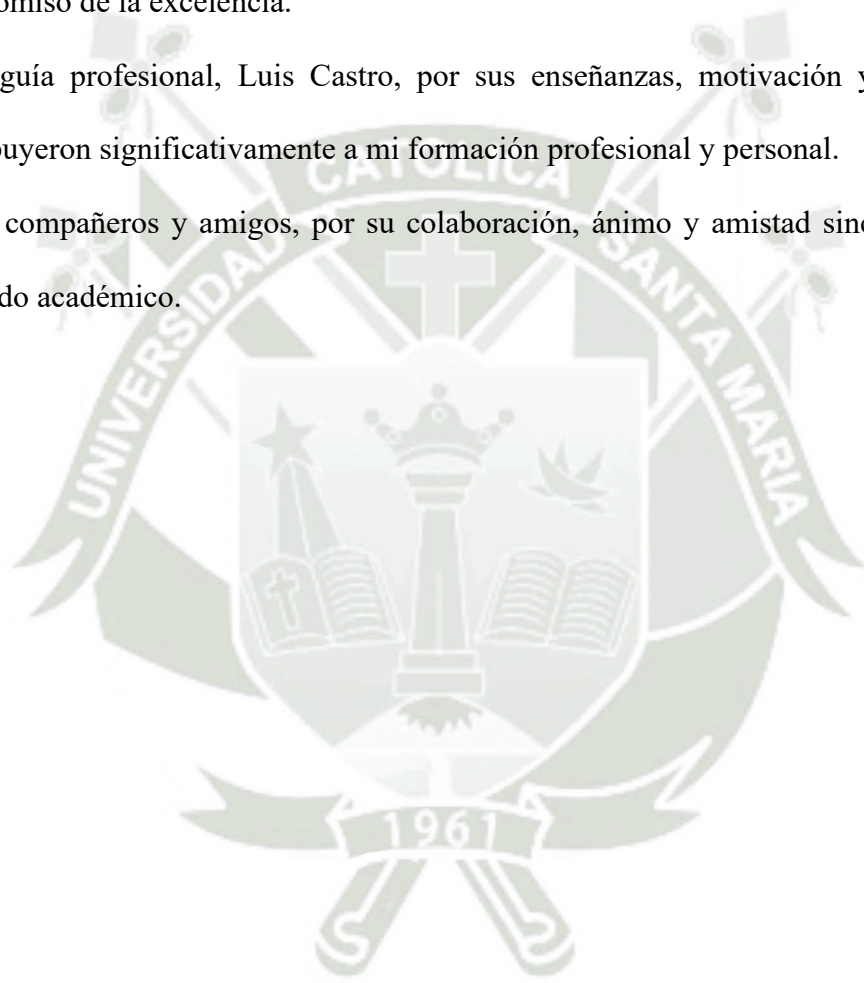 omiso de la excelencia.
guía profesional, Luis Castro, por sus enseñanzas, motivación y
buyeron significativamente a mi formación profesional y personal.
compañeros y amigos, por su colaboración, ánimo y amistad sinc
do académico.
UNIVERSIDAD CATOLICA SANTA MARIA
1961